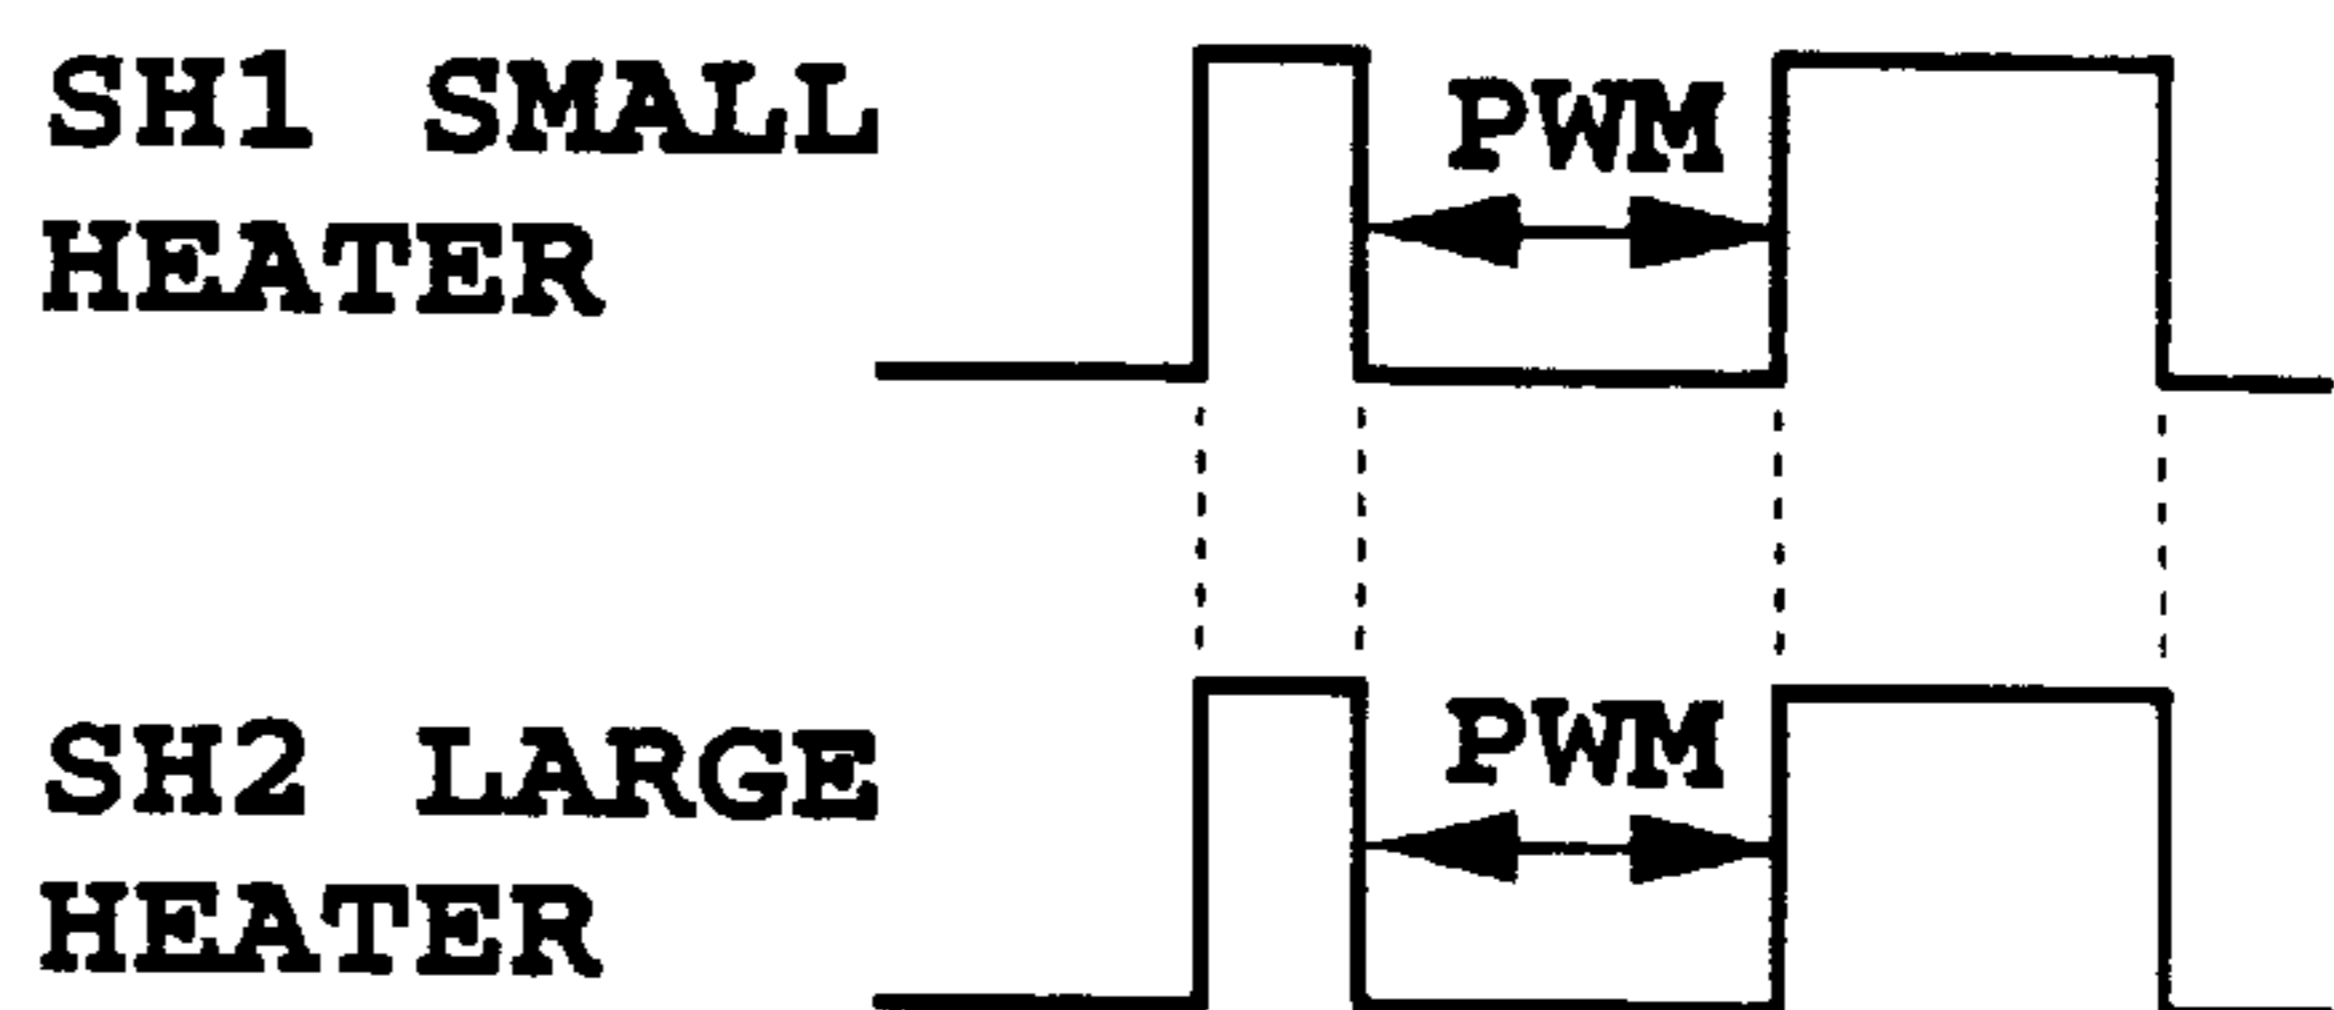 SH1 SMALL
HEATER
PWM
SH2 LARGE
HEATER
PWM